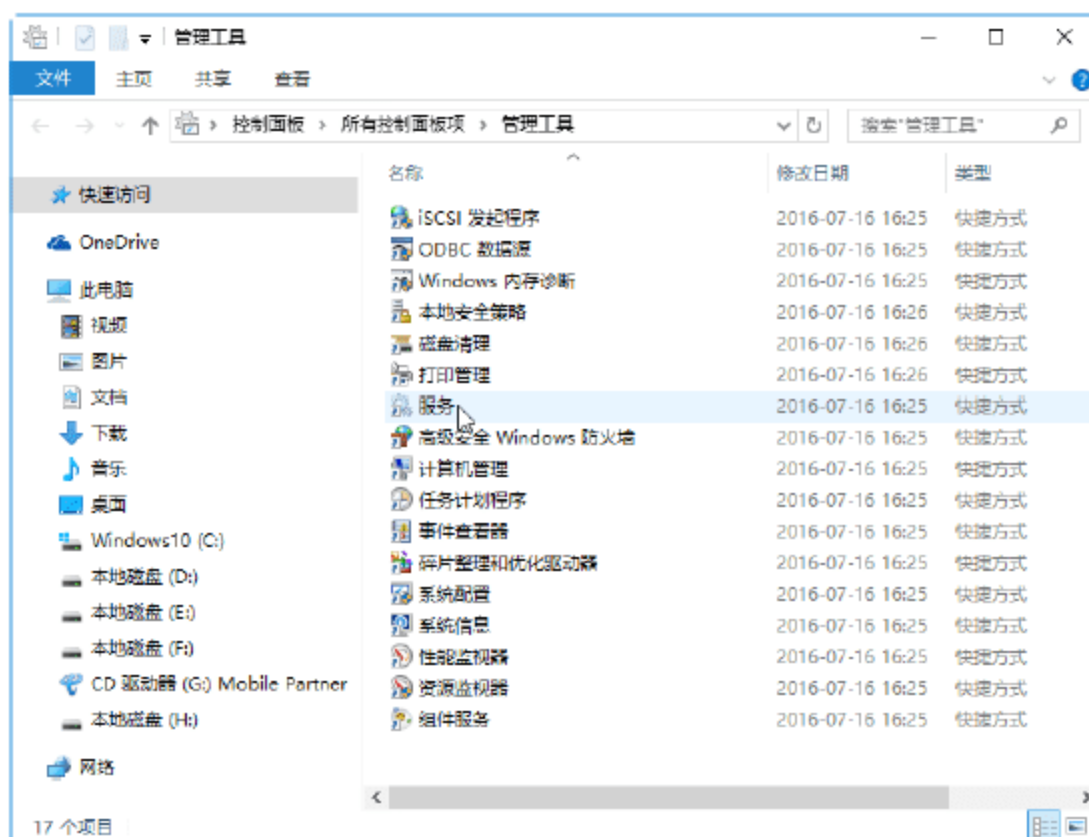 管理工具
文件 主页 共享 查看
控制面板 › 所有控制面板项 › 管理工具 搜索"管理工具"
名称 修改日期 类型
快速访问
OneDrive
此电脑
视频
图片
文档
下载
音乐
桌面
Windows10 (C:)
本地磁盘 (D:)
本地磁盘 (E:)
本地磁盘 (F:)
CD 驱动器 (G:) Mobile Partner
本地磁盘 (H:)
网络
iSCSI 发起程序 2016-07-16 16:25 快捷方式
ODBC 数据源 2016-07-16 16:25 快捷方式
Windows 内存诊断 2016-07-16 16:25 快捷方式
本地安全策略 2016-07-16 16:26 快捷方式
磁盘清理 2016-07-16 16:26 快捷方式
打印管理 2016-07-16 16:26 快捷方式
服务 2016-07-16 16:25 快捷方式
高级安全 Windows 防火墙 2016-07-16 16:25 快捷方式
计算机管理 2016-07-16 16:25 快捷方式
任务计划程序 2016-07-16 16:25 快捷方式
事件查看器 2016-07-16 16:25 快捷方式
碎片整理和优化驱动器 2016-07-16 16:25 快捷方式
系统配置 2016-07-16 16:25 快捷方式
系统信息 2016-07-16 16:25 快捷方式
性能监视器 2016-07-16 16:25 快捷方式
资源监视器 2016-07-16 16:25 快捷方式
组件服务 2016-07-16 16:25 快捷方式
17 个项目